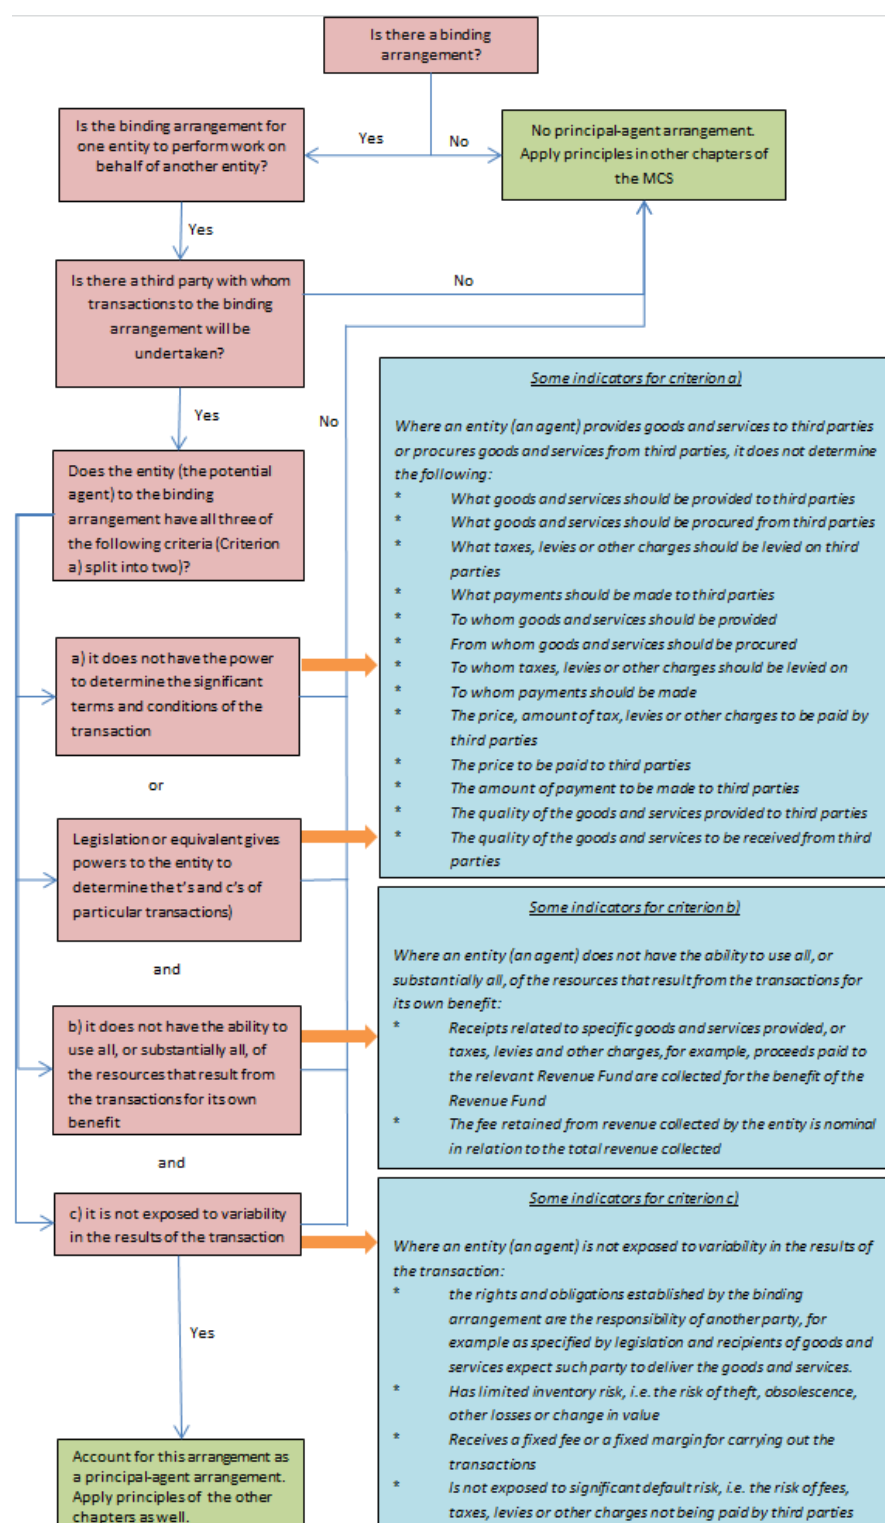 Is there a binding
arrangement?
Is the binding arrangement for
one entity to perform work on
behalf of another entity?
Yes
No
No principal-agent arrangement.
Apply principles in other chapters of
the MCS
Yes
Is there a third party with whom
transactions to the binding
arrangement will be
undertaken?
No
Yes
No
Does the entity (the potential
agent) to the binding
arrangement have all three of
the following criteria (Criterion
a) split into two)?
a) it does not have the power
to determine the significant
terms and conditions of the
transaction
or
Legislation or equivalent gives
powers to the entity to
determine the t's and c's of
particular transactions)
and
b) it does not have the ability to
use all, or substantially all, of
the resources that result from
the transactions for its own
benefit
and
c) it is not exposed to variability
in the results of the transaction
Yes
Account for this arrangement as
a principal-agent arrangement.
Apply principles of the other
chapters as well.
Some indicators for criterion a)
Where an entity (an agent) provides goods and services to third parties
or procures goods and services from third parties, it does not determine
the following:
* What goods and services should be provided to third parties
* What goods and services should be procured from third parties
* What taxes, levies or other charges should be levied on third
parties
* What payments should be made to third parties
* To whom goods and services should be provided
* From whom goods and services should be procured
* To whom taxes, levies or other charges should be levied on
* To whom payments should be made
* The price, amount of tax, levies or other charges to be paid by
third parties
* The price to be paid to third parties
* The amount of payment to be made to third parties
* The quality of the goods and services provided to third parties
* The quality of the goods and services to be received from third
parties
Some indicators for criterion b)
Where an entity (an agent) does not have the ability to use all, or
substantially all, of the resources that result from the transactions for
its own benefit:
* Receipts related to specific goods and services provided, or
taxes, levies and other charges, for example, proceeds paid to
the relevant Revenue Fund are collected for the benefit of the
Revenue Fund
* The fee retained from revenue collected by the entity is nominal
in relation to the total revenue collected
Some indicators for criterion c)
Where an entity (an agent) is not exposed to variability in the results of
the transaction:
* the rights and obligations established by the binding
arrangement are the responsibility of another party, for
example as specified by legislation and recipients of goods and
services expect such party to deliver the goods and services.
* Has limited inventory risk, i.e. the risk of theft, obsolescence,
other losses or change in value
* Receives a fixed fee or a fixed margin for carrying out the
transactions
* Is not exposed to significant default risk, i.e. the risk of fees,
taxes, levies or other charges not being paid by third parties